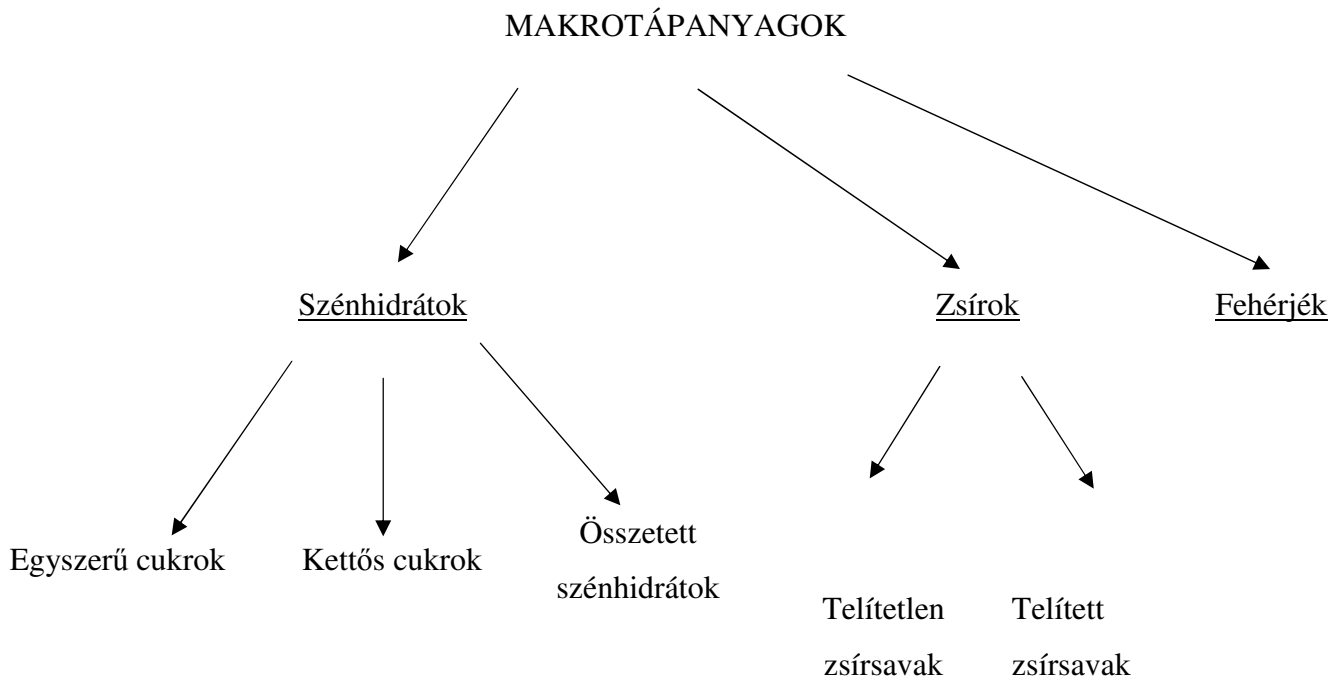 MAKROTÁPANYAGOK
Szénhidrátok
Zsírok
Fehérjék
Egyszerű cukrok
Kettős cukrok
Összetett
szénhidrátok
Telítetlen
zsírsavak
Telített
zsírsavak